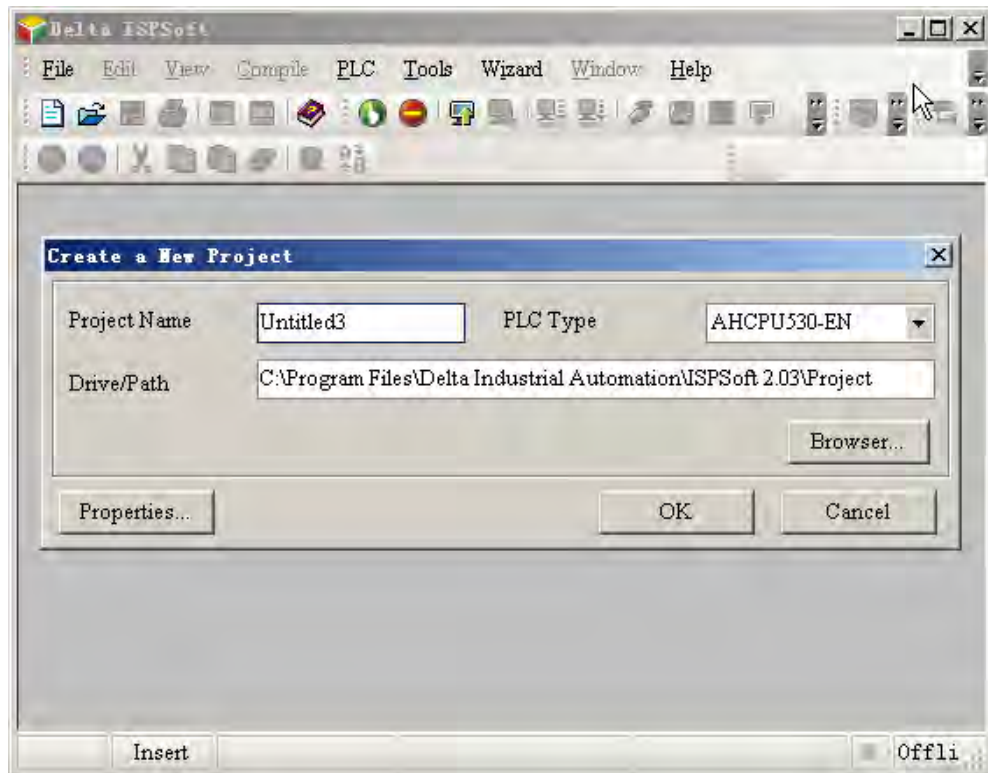 Delta ISPSoft
File Edit View Compile PLC Tools Wizard Window Help
Create a New Project
Project Name Untitled3 PLC Type AHCPU530-EN
Drive/Path C:\Program Files\Delta Industrial Automation\ISPSoft 2.03\Project
Browser...
Properties... OK Cancel
Insert Offli